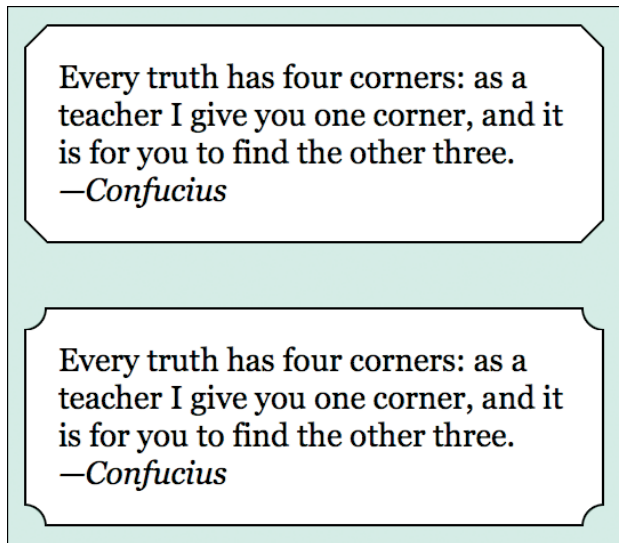 Every truth has four corners: as a
teacher I give you one corner, and it
is for you to find the other three.
—Confucius
Every truth has four corners: as a
teacher I give you one corner, and it
is for you to find the other three.
—Confucius